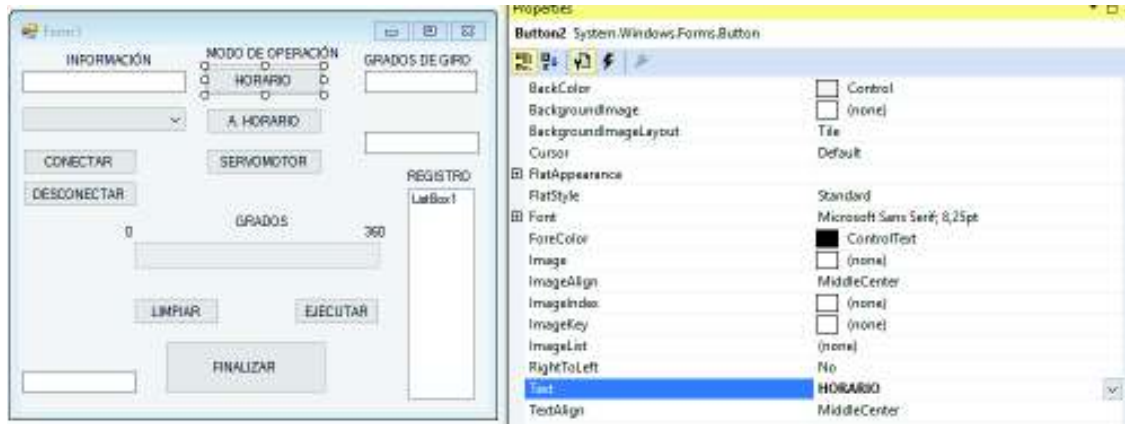 Form1
INFORMACIÓN
MODO DE OPERACIÓN
GRADOS DE GIRO
HORARIO
A. HORARIO
CONECTAR
SERVOMOTOR
DESCONECTAR
REGISTRO
ListBox1
GRADOS
0
360
LIMPIAR
EJECUTAR
FINALIZAR
Properties
Button2 System.Windows.Forms.Button
BackColor Control
BackgroundImage (none)
BackgroundImageLayout Tile
Cursor Default
FlatAppearance
FlatStyle Standard
Font Microsoft Sans Serif; 8,25pt
ForeColor ControlText
Image (none)
ImageAlign MiddleCenter
ImageIndex (none)
ImageKey (none)
ImageList (none)
RightToLeft No
Text HORARIO
TextAlign MiddleCenter